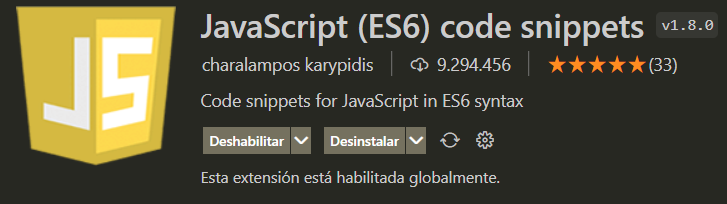 JS
JavaScript (ES6) code snippets v1.8.0
charalampos karypidis 9.294.456 ★★★★★(33)
Code snippets for JavaScript in ES6 syntax
Deshabilitar Desinstalar
Esta extensión está habilitada globalmente.